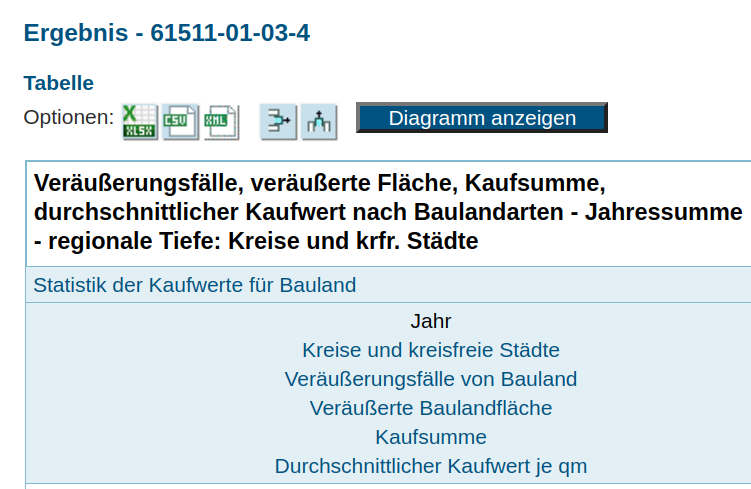 Ergebnis - 61511-01-03-4
Tabelle
Optionen: X XLSX CSV XML Diagramm anzeigen
Veräußerungsfälle, veräußerte Fläche, Kaufsumme,
durchschnittlicher Kaufwert nach Baulandarten - Jahressumme
- regionale Tiefe: Kreise und krfr. Städte
Statistik der Kaufwerte für Bauland
Jahr
Kreise und kreisfreie Städte
Veräußerungsfälle von Bauland
Veräußerte Baulandfläche
Kaufsumme
Durchschnittlicher Kaufwert je qm